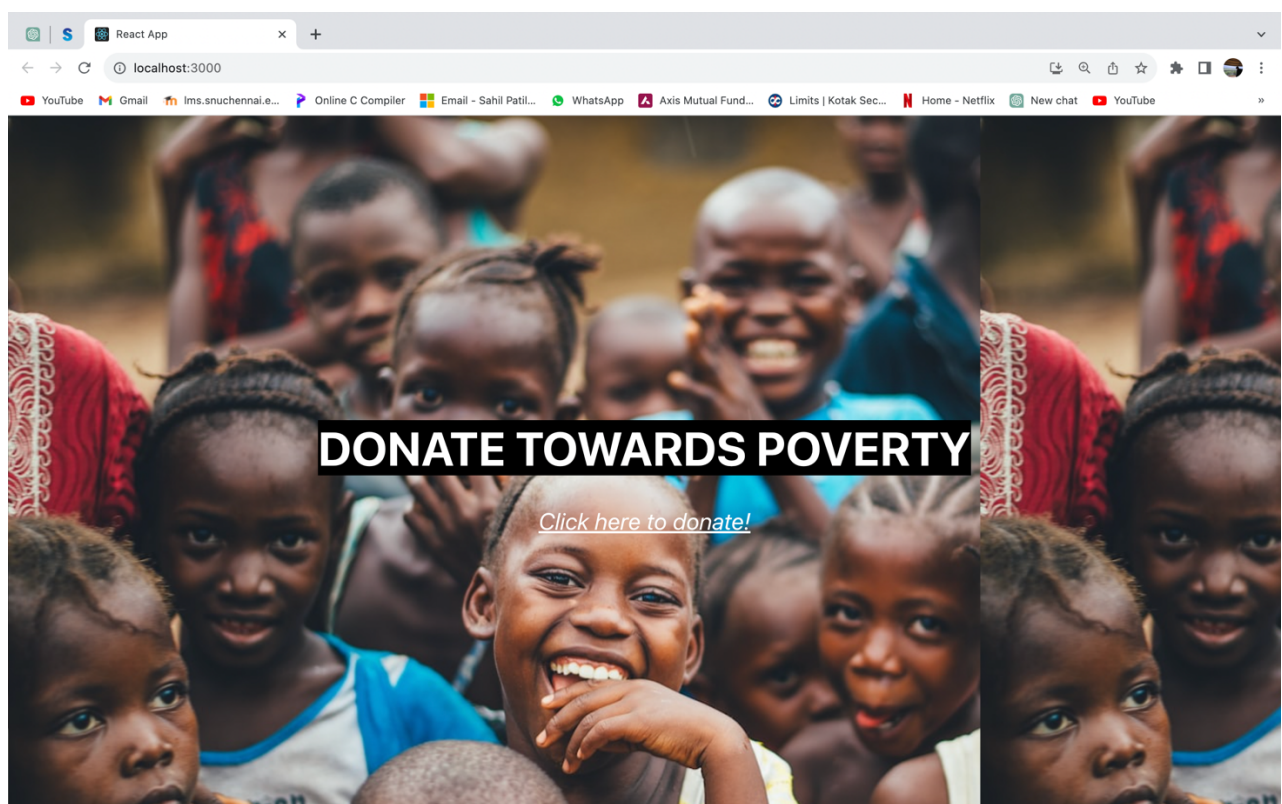 React App
localhost:3000
YouTube Gmail lms.snuchennai.e... Online C Compiler Email - Sahil Patil... WhatsApp Axis Mutual Fund... Limits | Kotak Sec... Home - Netflix New chat YouTube »
DONATE TOWARDS POVERTY
Click here to donate!